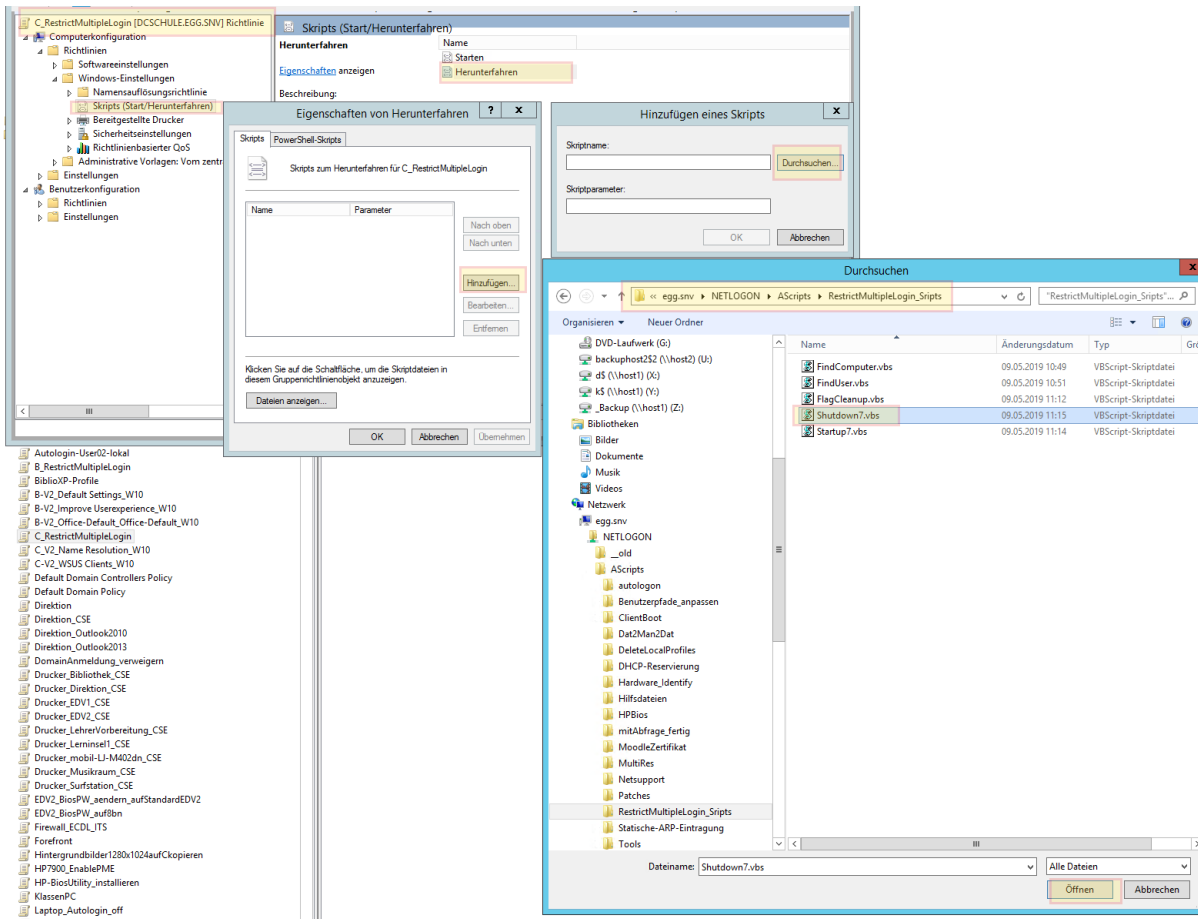 C_RestrictMultipleLogin [DCSCHULE.EGG.SNV] Richtlinie
Computerkonfiguration
Richtlinien
Softwareeinstellungen
Windows-Einstellungen
Namensauflösungsrichtlinie
Skripts (Start/Herunterfahren)
Bereitgestellte Drucker
Sicherheitseinstellungen
Richtlinienbasierter QoS
Administrative Vorlagen: Vom zentr
Einstellungen
Benutzerkonfiguration
Richtlinien
Einstellungen
Skripts (Start/Herunterfahren)
Herunterfahren
Eigenschaften anzeigen
Beschreibung:
Name
Starten
Herunterfahren
Eigenschaften von Herunterfahren ? x
Skripts PowerShell-Skripts
Skripts zum Herunterfahren für C_RestrictMultipleLogin
Name Parameter
Nach oben
Nach unten
Hinzufügen...
Bearbeiten...
Entfernen
Klicken Sie auf die Schaltfläche, um die Skriptdateien in
diesem Gruppenrichtlinienobjekt anzuzeigen.
Dateien anzeigen...
OK Abbrechen Übernehmen
Hinzufügen eines Skripts x
Skriptname:
Durchsuchen...
Skriptparameter:
OK Abbrechen
Durchsuchen x
« egg.snv NETLOGON AScripts RestrictMultipleLogin_Sripts
"RestrictMultipleLogin_Sripts"...
Organisieren Neuer Ordner
DVD-Laufwerk (G:)
backuphost2$2 (\\host2) (U:)
d$ (\\host1) (X:)
k$ (\\host1) (Y:)
_Backup (\\host1) (Z:)
Bibliotheken
Bilder
Dokumente
Musik
Videos
Netzwerk
egg.snv
NETLOGON
__old
AScripts
autologon
Benutzerpfade_anpassen
ClientBoot
Dat2Man2Dat
DeleteLocalProfiles
DHCP-Reservierung
Hardware_Identify
Hilfsdateien
HPBios
mitAbfrage_fertig
MoodleZertifikat
MultiRes
Netsupport
Patches
RestrictMultipleLogin_Sripts
Statische-ARP-Eintragung
Tools
Name Änderungsdatum Typ Grö
FindComputer.vbs 09.05.2019 10:49 VBScript-Skriptdatei
FindUser.vbs 09.05.2019 10:51 VBScript-Skriptdatei
FlagCleanup.vbs 09.05.2019 11:12 VBScript-Skriptdatei
Shutdown7.vbs 09.05.2019 11:15 VBScript-Skriptdatei
Startup7.vbs 09.05.2019 11:14 VBScript-Skriptdatei
Dateiname: Shutdown7.vbs Alle Dateien
Öffnen Abbrechen
Autologin-User02-lokal
B_RestrictMultipleLogin
BiblioXP-Profile
B-V2_Default Settings_W10
B-V2_Improve Userexperience_W10
B-V2_Office-Default_Office-Default_W10
C_RestrictMultipleLogin
C_V2_Name Resolution_W10
C-V2_WSUS Clients_W10
Default Domain Controllers Policy
Default Domain Policy
Direktion
Direktion_CSE
Direktion_Outlook2010
Direktion_Outlook2013
DomainAnmeldung_verweigern
Drucker_Bibliothek_CSE
Drucker_Direktion_CSE
Drucker_EDV1_CSE
Drucker_EDV2_CSE
Drucker_LehrerVorbereitung_CSE
Drucker_Lerninsel1_CSE
Drucker_mobil-LJ-M402dn_CSE
Drucker_Musikraum_CSE
Drucker_Surfstation_CSE
EDV2_BiosPW_aendern_aufStandardEDV2
EDV2_BiosPW_auf8bn
Firewall_ECDL_ITS
Forefront
Hintergrundbilder1280x1024aufCkopieren
HP7900_EnablePME
HP-BiosUtility_installieren
KlassenPC
Laptop_Autologin_off